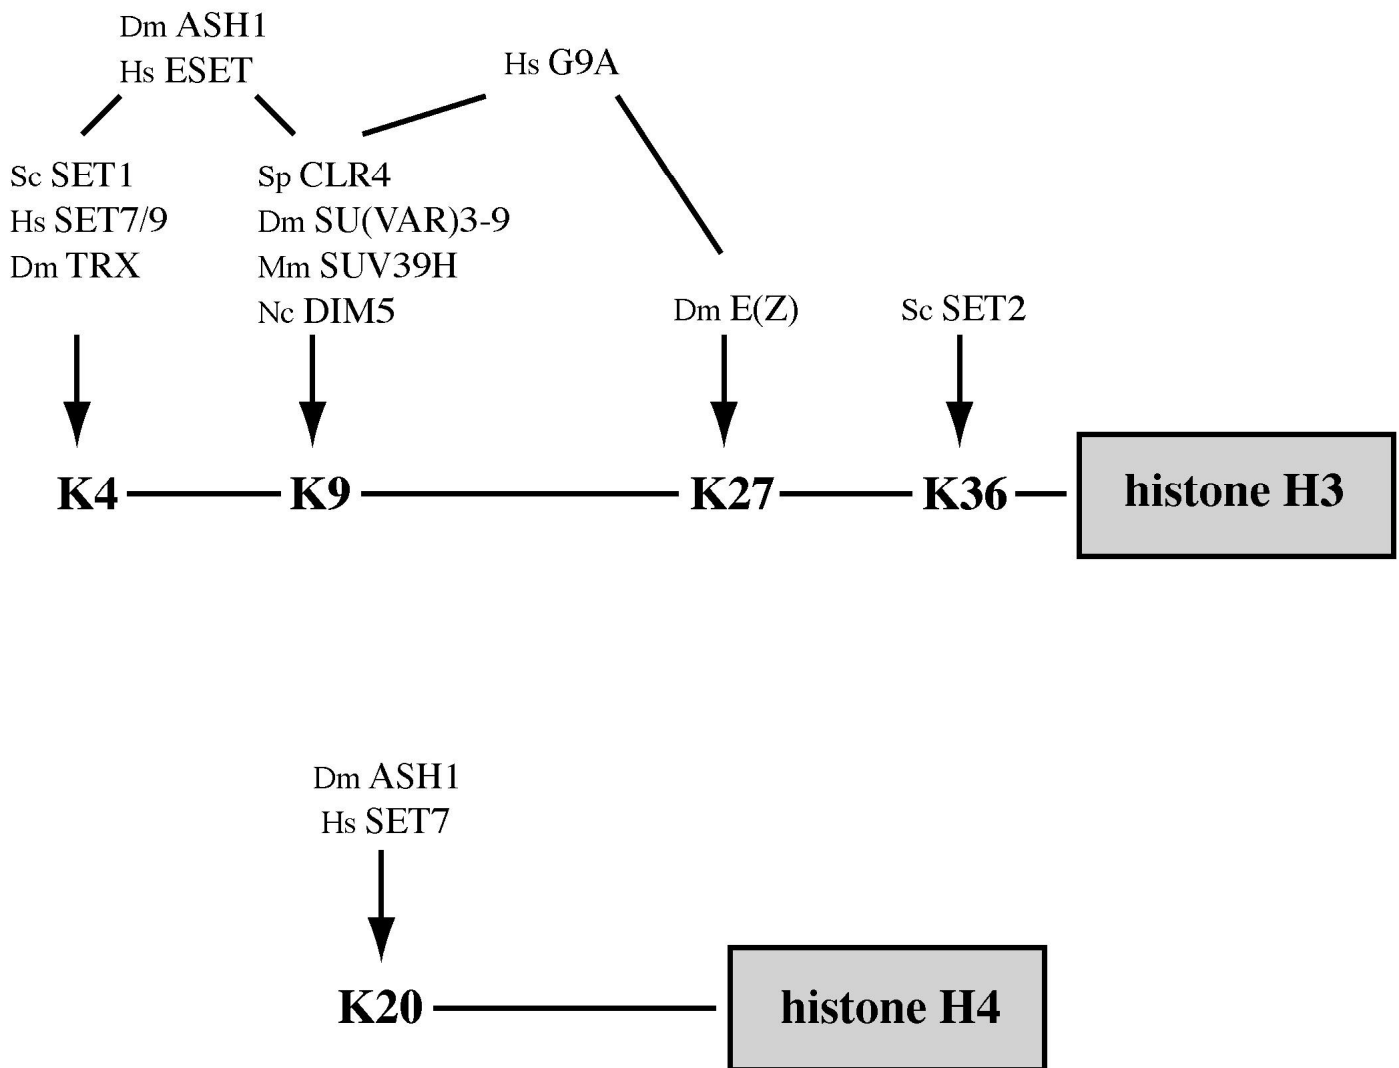 Dm ASH1
Hs ESET
Hs G9A
Sc SET1
Hs SET7/9
Dm TRX
Sp CLR4
Dm SU(VAR)3-9
Mm SUV39H
Nc DIM5
Dm E(Z)
Sc SET2
K4
K9
K27
K36
histone H3
Dm ASH1
Hs SET7
K20
histone H4